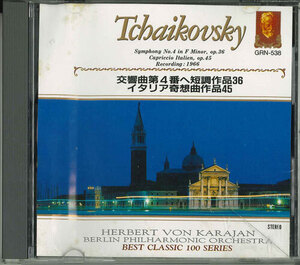 Tchaikovsky
GRN-538
Symphony No.4 in F Minor, op.36
Capriccio Italien, op.45
Recording: 1966
交響曲第4番ヘ短調作品36
イタリア奇想曲作品45
STEREO
HERBERT VON KARAJAN
BERLIN PHILHARMONIC ORCHESTRA
BEST CLASSIC 100 SERIES